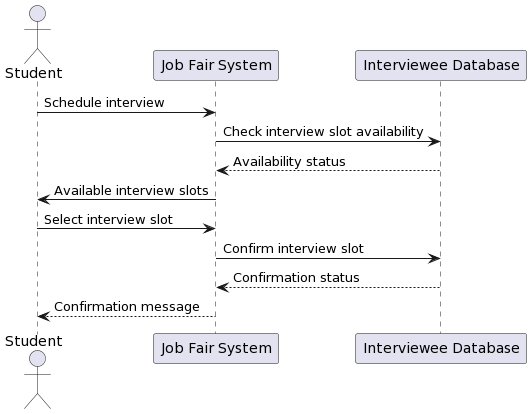 Student
Job Fair System
Interviewee Database
Schedule interview
Check interview slot availability
Availability status
Available interview slots
Select interview slot
Confirm interview slot
Confirmation status
Confirmation message
Student
Job Fair System
Interviewee Database